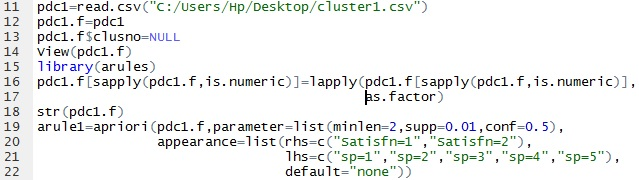 11 pdc1=read.csv("C:/Users/Hp/Desktop/cluster1.csv")
12 pdc1.f=pdc1
13 pdc1.f$clusno=NULL
14 View(pdc1.f)
15 library(arules)
16 pdc1.f[sapply(pdc1.f,is.numeric)]=lapply(pdc1.f[sapply(pdc1.f,is.numeric)],
17 as.factor)
18 str(pdc1.f)
19 arule1=apriori(pdc1.f,parameter=list(minlen=2,supp=0.01,conf=0.5),
20 appearance=list(rhs=c("Satisfn=1","Satisfn=2"),
21 lhs=c("sp=1","sp=2","sp=3","sp=4","sp=5"),
22 default="none"))